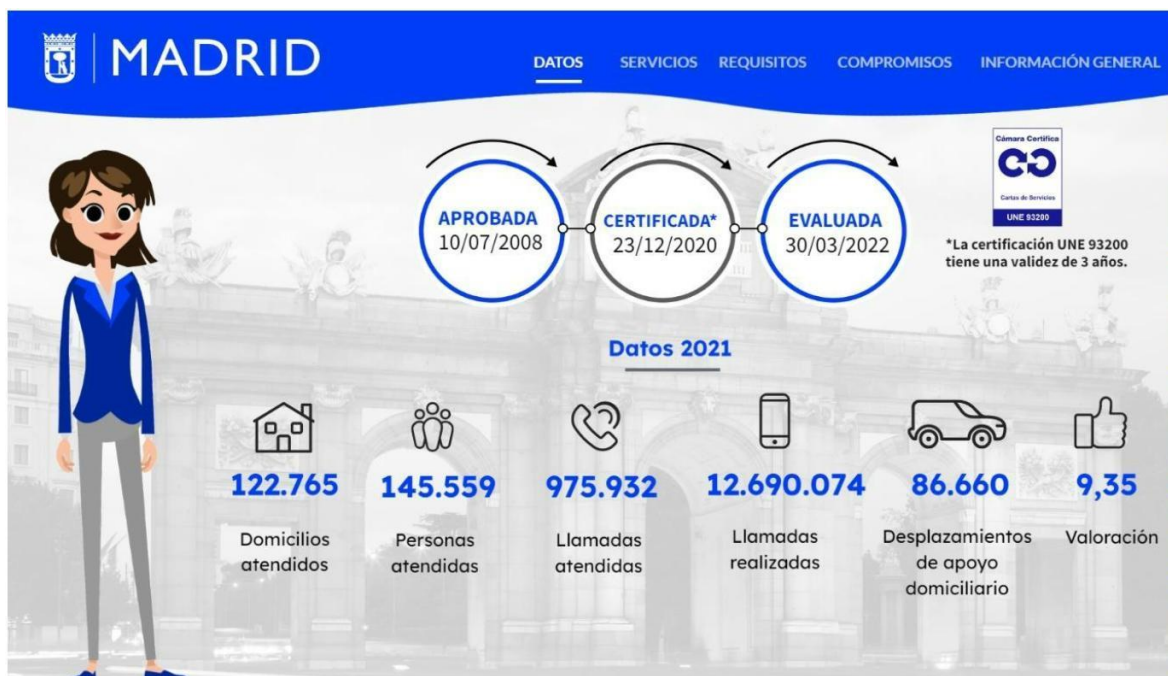 MADRID
DATOS SERVICIOS REQUISITOS COMPROMISOS INFORMACIÓN GENERAL
APROBADA
10/07/2008
CERTIFICADA*
23/12/2020
EVALUADA
30/03/2022
Cámara Certifica
Cartas de Servicios
UNE 93200
*La certificación UNE 93200
tiene una validez de 3 años.
Datos 2021
122.765
Domicilios
atendidos
145.559
Personas
atendidas
975.932
Llamadas
atendidas
12.690.074
Llamadas
realizadas
86.660
Desplazamientos
de apoyo
domiciliario
9,35
Valoración